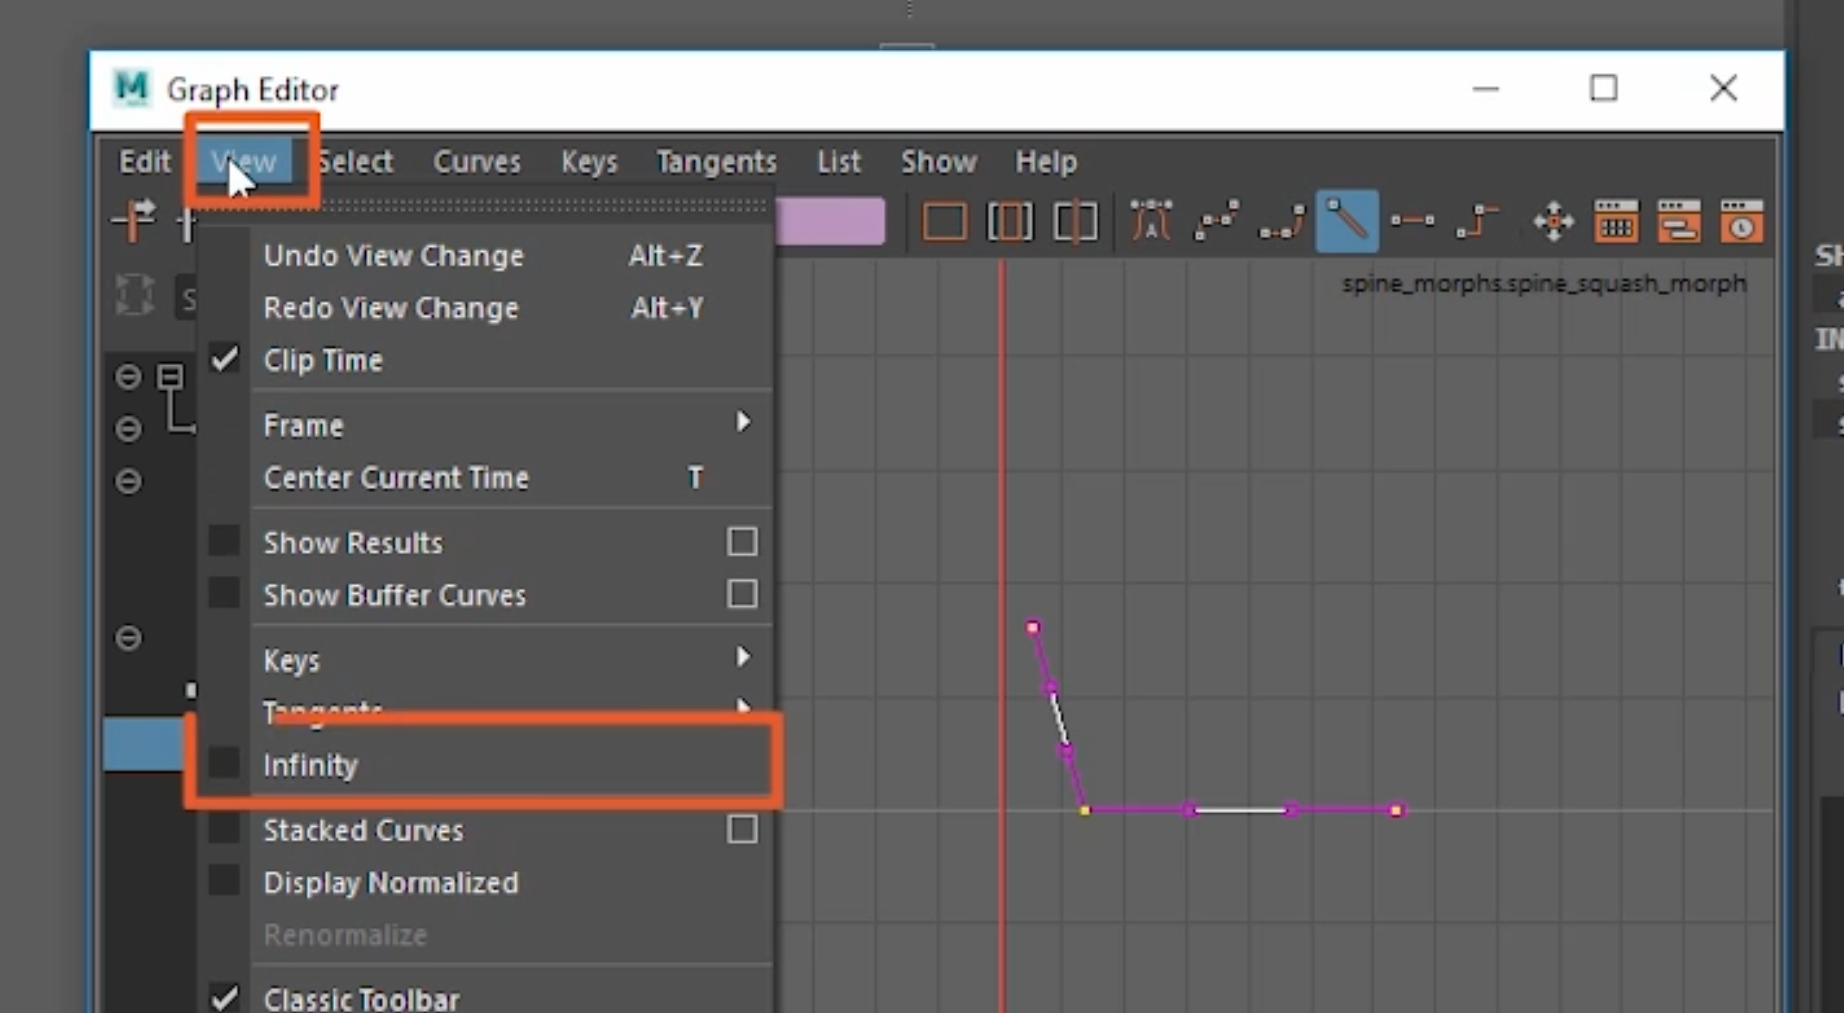 Graph Editor
Edit View Select Curves Keys Tangents List Show Help
Undo View Change Alt+Z
Redo View Change Alt+Y
Clip Time
Frame
Center Current Time T
Show Results
Show Buffer Curves
Keys
Tangents
Infinity
Stacked Curves
Display Normalized
Renormalize
Classic Toolbar
spine_morphs.spine_squash_morph
S
SH
IN